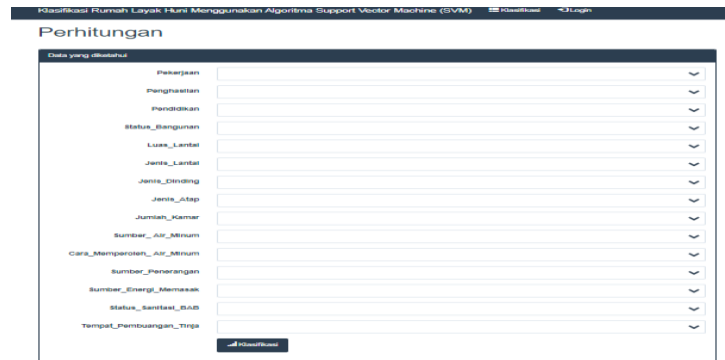 Klasifikasi Rumah Layak Huni Menggunakan Algoritma Support Vector Machine (SVM) Klasifikasi Login
Perhitungan
Data yang diketahui
Pekerjaan
Penghasilan
Pendidikan
Status_Bangunan
Luas_Lantai
Jenis_Lantai
Jenis_Dinding
Jenis_Atap
Jumlah_Kamar
Sumber_ Air_Minum
Cara_Memperoleh_ Air_Minum
Sumber_Penerangan
Sumber_Energi_Memasak
Status_Sanitasi_BAB
Tempat_Pembuangan_Tinja
Klasifikasi